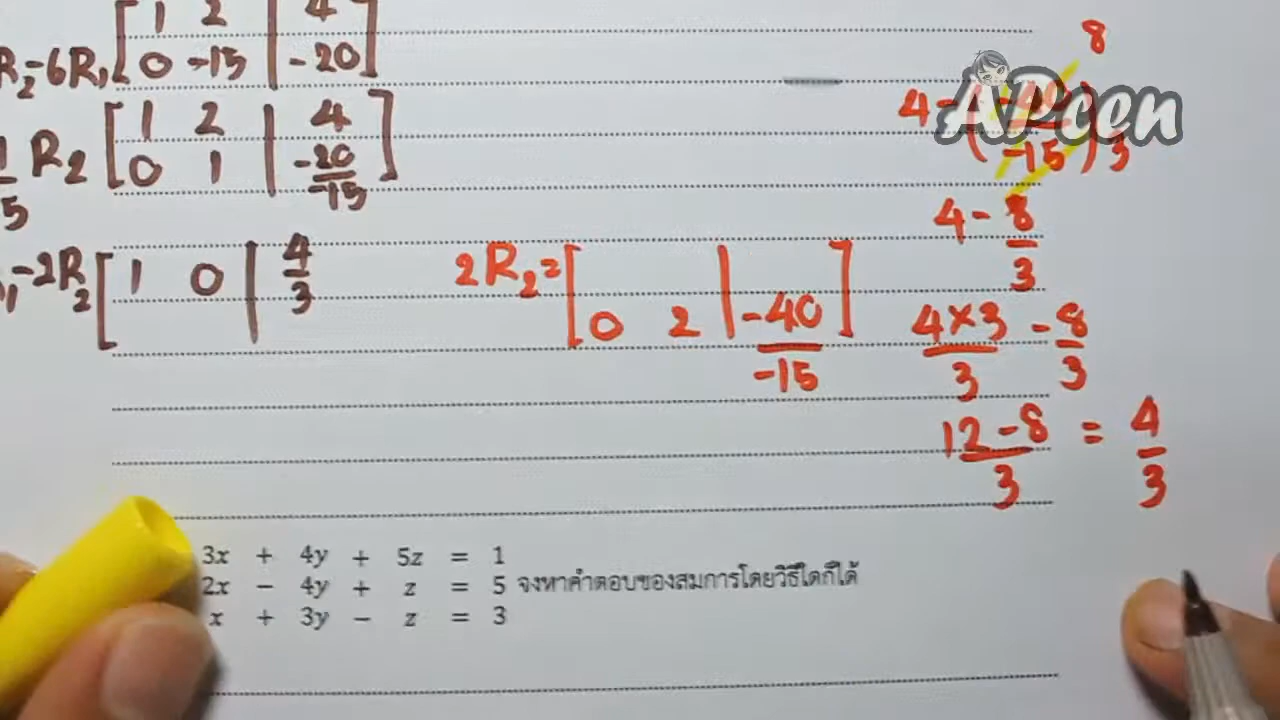 1 2 | 4
R2-6R1 0 -15 | -20
R2 1 2 | 4
0 1 | -20/-15
5
-2R2 1 0 | 4/3
2R2= 0 2 | -40/-15
8
APcen
-15 3
4 - 8/3
4×3/3 - 8/3
12-8/3 = 4/3
3x + 4y + 5z = 1
2x - 4y + z = 5 จงหาคำตอบของสมการโดยวิธีใดก็ได้
x + 3y - z = 3